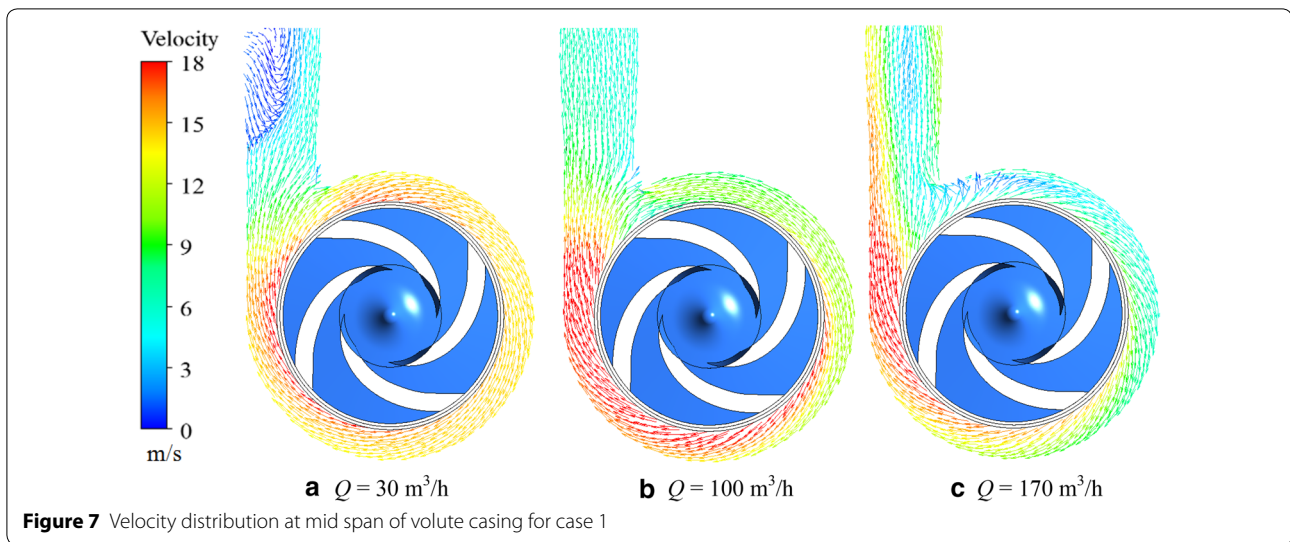 Velocity
18
15
12
9
6
3
0
m/s
a Q = 30 m³/h
b Q = 100 m³/h
c Q = 170 m³/h
Figure 7 Velocity distribution at mid span of volute casing for case 1